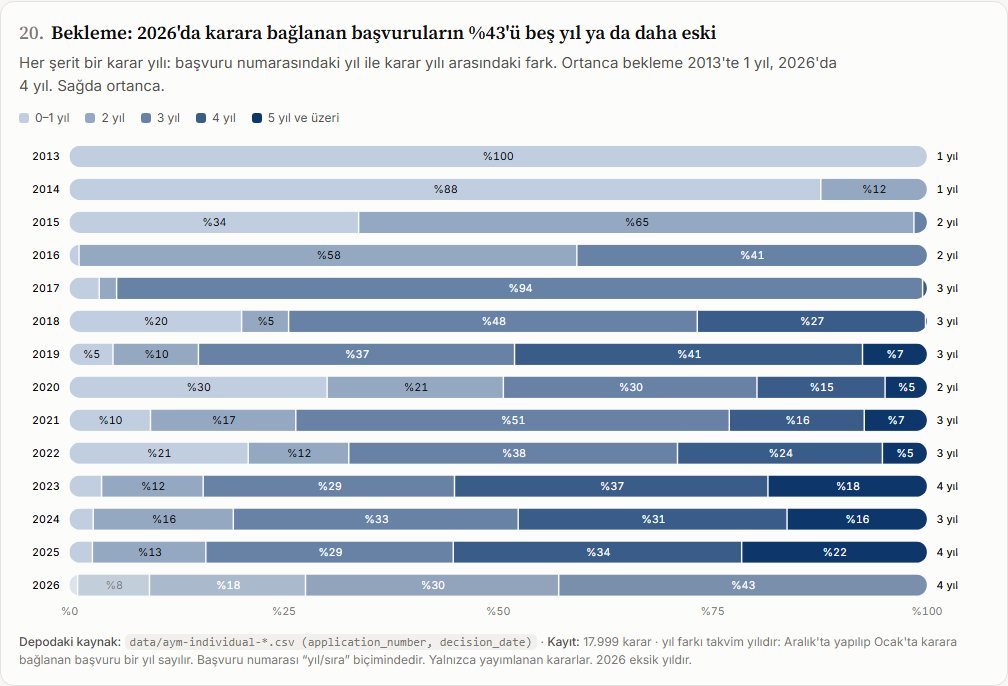 20. Bekleme: 2026'da karara bağlanan başvuruların %43'ü beş yıl ya da daha eski
Her şerit bir karar yılı: başvuru numarasındaki yıl ile karar yılı arasındaki fark. Ortanca bekleme 2013'te 1 yıl, 2026'da
4 yıl. Sağda ortanca.
0–1 yıl 2 yıl 3 yıl 4 yıl 5 yıl ve üzeri
2013 %100 1 yıl
2014 %88 %12 1 yıl
2015 %34 %65 2 yıl
2016 %58 %41 2 yıl
2017 %94 3 yıl
2018 %20 %5 %48 %27 3 yıl
2019 %5 %10 %37 %41 %7 3 yıl
2020 %30 %21 %30 %15 %5 2 yıl
2021 %10 %17 %51 %16 %7 3 yıl
2022 %21 %12 %38 %24 %5 3 yıl
2023 %12 %29 %37 %18 4 yıl
2024 %16 %33 %31 %16 3 yıl
2025 %13 %29 %34 %22 4 yıl
2026 %8 %18 %30 %43 4 yıl
%0 %25 %50 %75 %100
Depodaki kaynak: data/aym-individual-*.csv (application_number, decision_date) · Kayıt: 17.999 karar · yıl farkı takvim yılıdır: Aralık'ta yapılıp Ocak'ta karara
bağlanan başvuru bir yıl sayılır. Başvuru numarası “yıl/sıra” biçimindedir. Yalnızca yayımlanan kararlar. 2026 eksik yıldır.